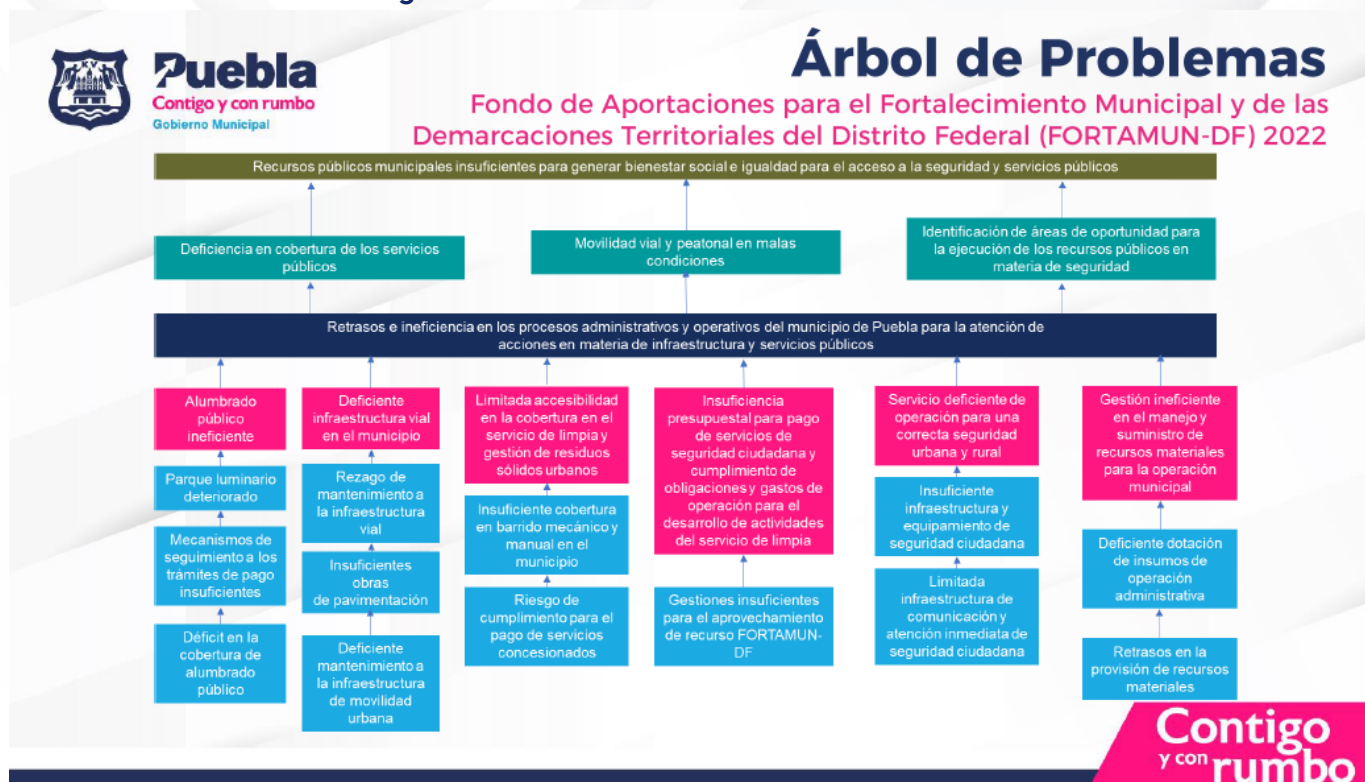 Puebla
Contigo y con rumbo
Gobierno Municipal
Árbol de Problemas
Fondo de Aportaciones para el Fortalecimiento Municipal y de las
Demarcaciones Territoriales del Distrito Federal (FORTAMUN-DF) 2022
Recursos públicos municipales insuficientes para generar bienestar social e igualdad para el acceso a la seguridad y servicios públicos
Deficiencia en cobertura de los servicios
públicos
Movilidad vial y peatonal en malas
condiciones
Identificación de áreas de oportunidad para
la ejecución de los recursos públicos en
materia de seguridad
Retrasos e ineficiencia en los procesos administrativos y operativos del municipio de Puebla para la atención de
acciones en materia de infraestructura y servicios públicos
Alumbrado
público
ineficiente
Parque luminario
deteriorado
Mecanismos de
seguimiento a los
trámites de pago
insuficientes
Déficit en la
cobertura de
alumbrado
público
Deficiente
infraestructura vial
en el municipio
Rezago de
mantenimiento a
la infraestructura
vial
Insuficientes
obras
de pavimentación
Deficiente
mantenimiento a
la infraestructura
de movilidad
urbana
Limitada accesibilidad
en la cobertura en el
servicio de limpia y
gestión de residuos
sólidos urbanos
Insuficiente cobertura
en barrido mecánico y
manual en el
municipio
Riesgo de
cumplimiento para el
pago de servicios
concesionados
Insuficiencia
presupuestal para pago
de servicios de
seguridad ciudadana y
cumplimiento de
obligaciones y gastos de
operación para el
desarrollo de actividades
del servicio de limpia
Gestiones insuficientes
para el aprovechamiento
de recurso FORTAMUN-
DF
Servicio deficiente de
operación para una
correcta seguridad
urbana y rural
Insuficiente
infraestructura y
equipamiento de
seguridad ciudadana
Limitada
infraestructura de
comunicación y
atención inmediata de
seguridad ciudadana
Gestión ineficiente
en el manejo y
suministro de
recursos materiales
para la operación
municipal
Deficiente dotación
de insumos de
operación
administrativa
Retrasos en la
provisión de recursos
materiales
Contigo
y con rumbo